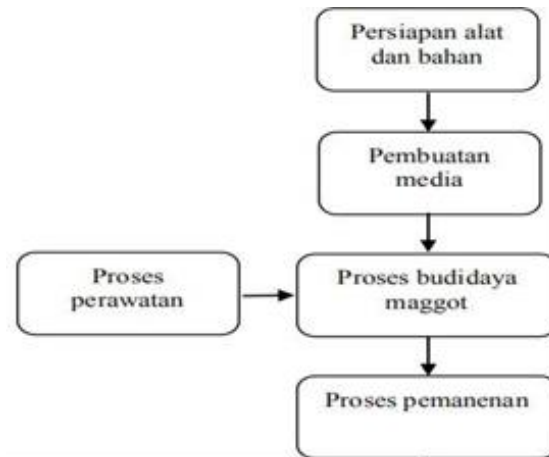 Persiapan alat
dan bahan
Pembuatan
media
Proses
perawatan
Proses budidaya
maggot
Proses pemanenan